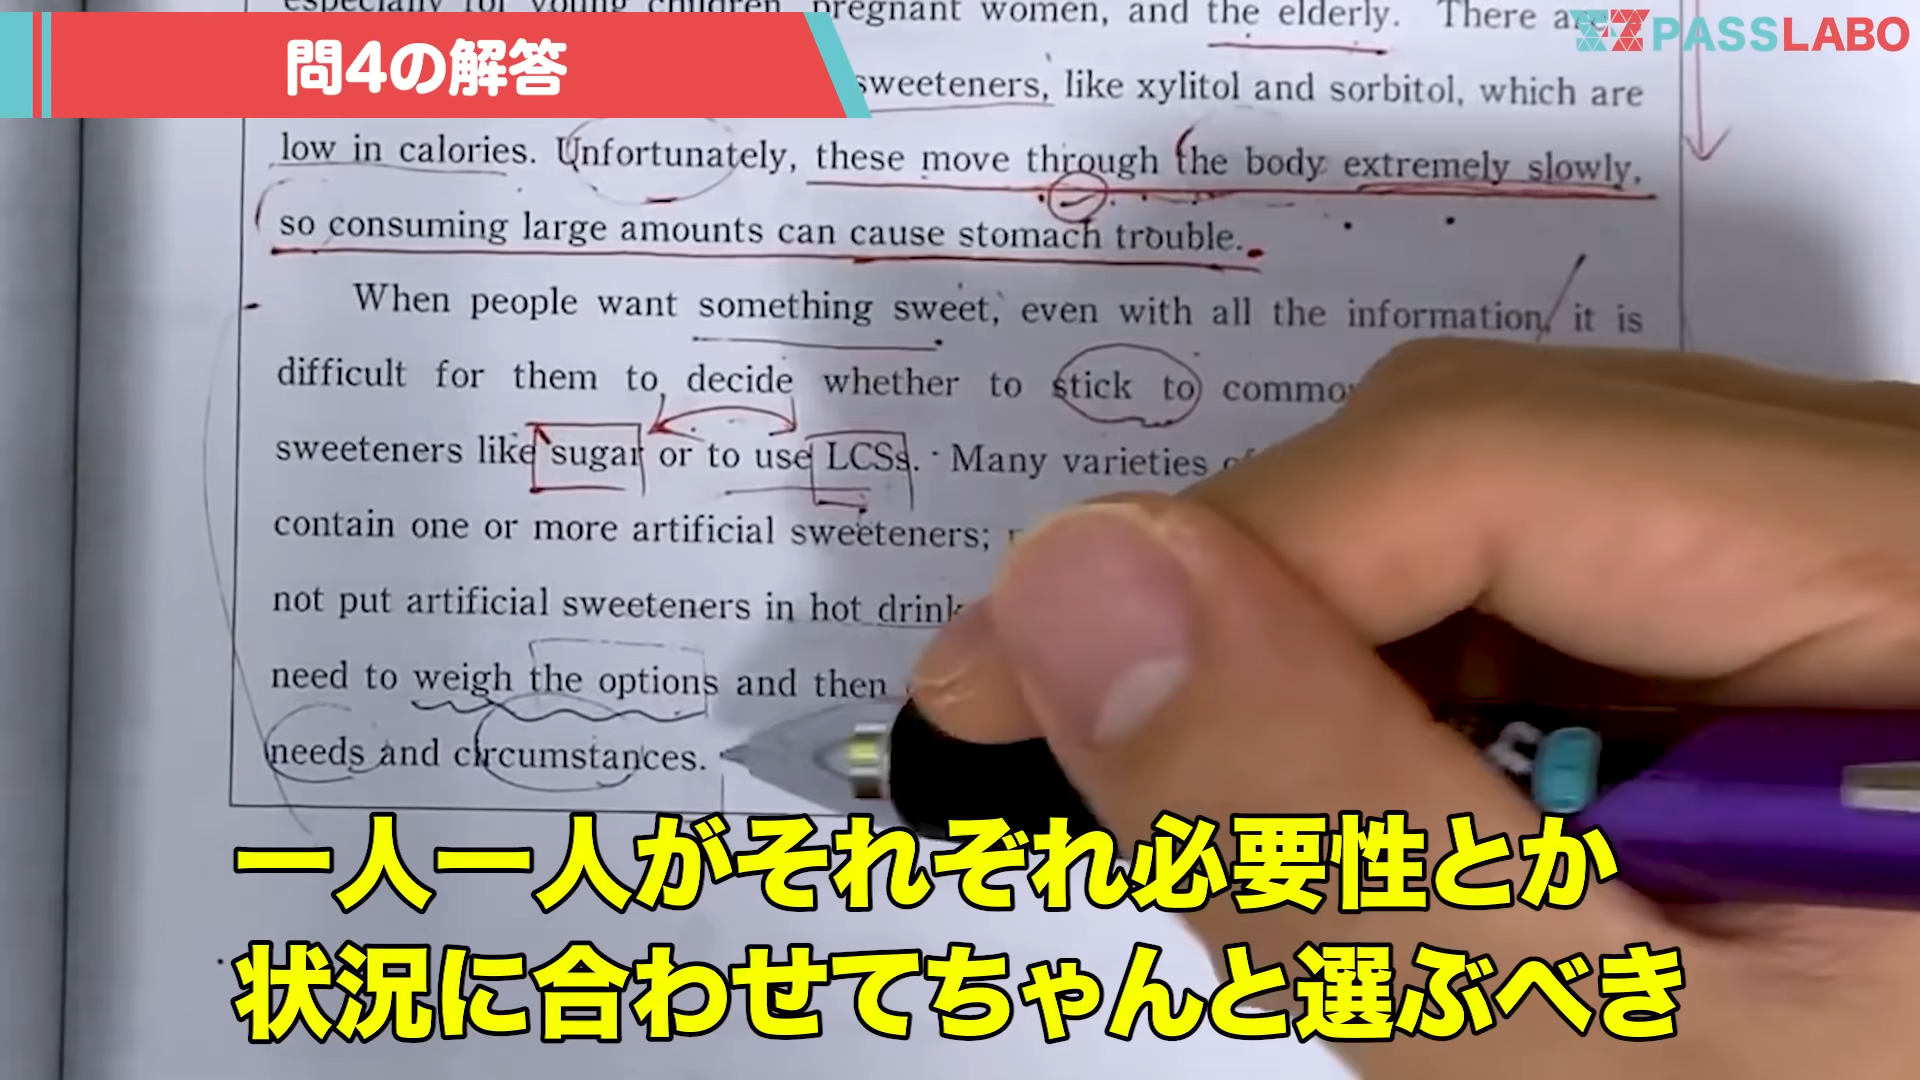 especially for young children, pregnant women, and the elderly. There are
PASSLABO
問4の解答
sweeteners, like xylitol and sorbitol, which are
low in calories. Unfortunately, these move through the body extremely slowly,
so consuming large amounts can cause stomach trouble.
When people want something sweet, even with all the information, it is
difficult for them to decide whether to stick to common
sweeteners like sugar or to use LCSs. Many varieties of
contain one or more artificial sweeteners;
not put artificial sweeteners in hot
need to weigh the options and then
needs and circumstances.
一人一人がそれぞれ必要性とか
状況に合わせてちゃんと選ぶべき